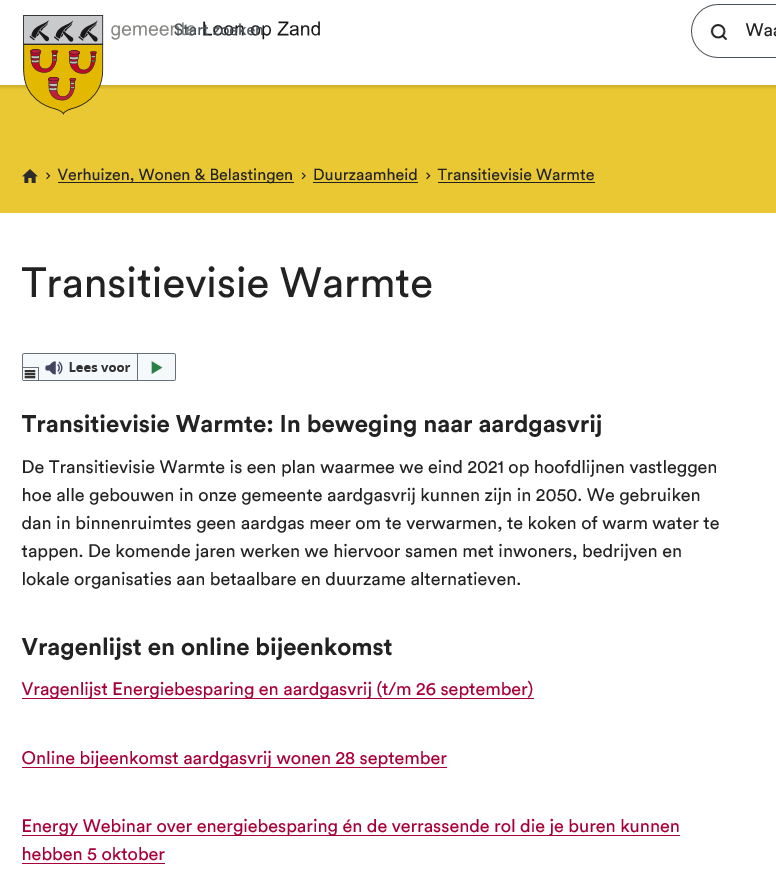 gemeente Loon op Zand
Start zoeken
Waa
Verhuizen, Wonen & Belastingen › Duurzaamheid › Transitievisie Warmte
Transitievisie Warmte
Lees voor
Transitievisie Warmte: In beweging naar aardgasvrij
De Transitievisie Warmte is een plan waarmee we eind 2021 op hoofdlijnen vastleggen
hoe alle gebouwen in onze gemeente aardgasvrij kunnen zijn in 2050. We gebruiken
dan in binnenruimtes geen aardgas meer om te verwarmen, te koken of warm water te
tappen. De komende jaren werken we hiervoor samen met inwoners, bedrijven en
lokale organisaties aan betaalbare en duurzame alternatieven.
Vragenlijst en online bijeenkomst
Vragenlijst Energiebesparing en aardgasvrij (t/m 26 september)
Online bijeenkomst aardgasvrij wonen 28 september
Energy Webinar over energiebesparing én de verrassende rol die je buren kunnen
hebben 5 oktober